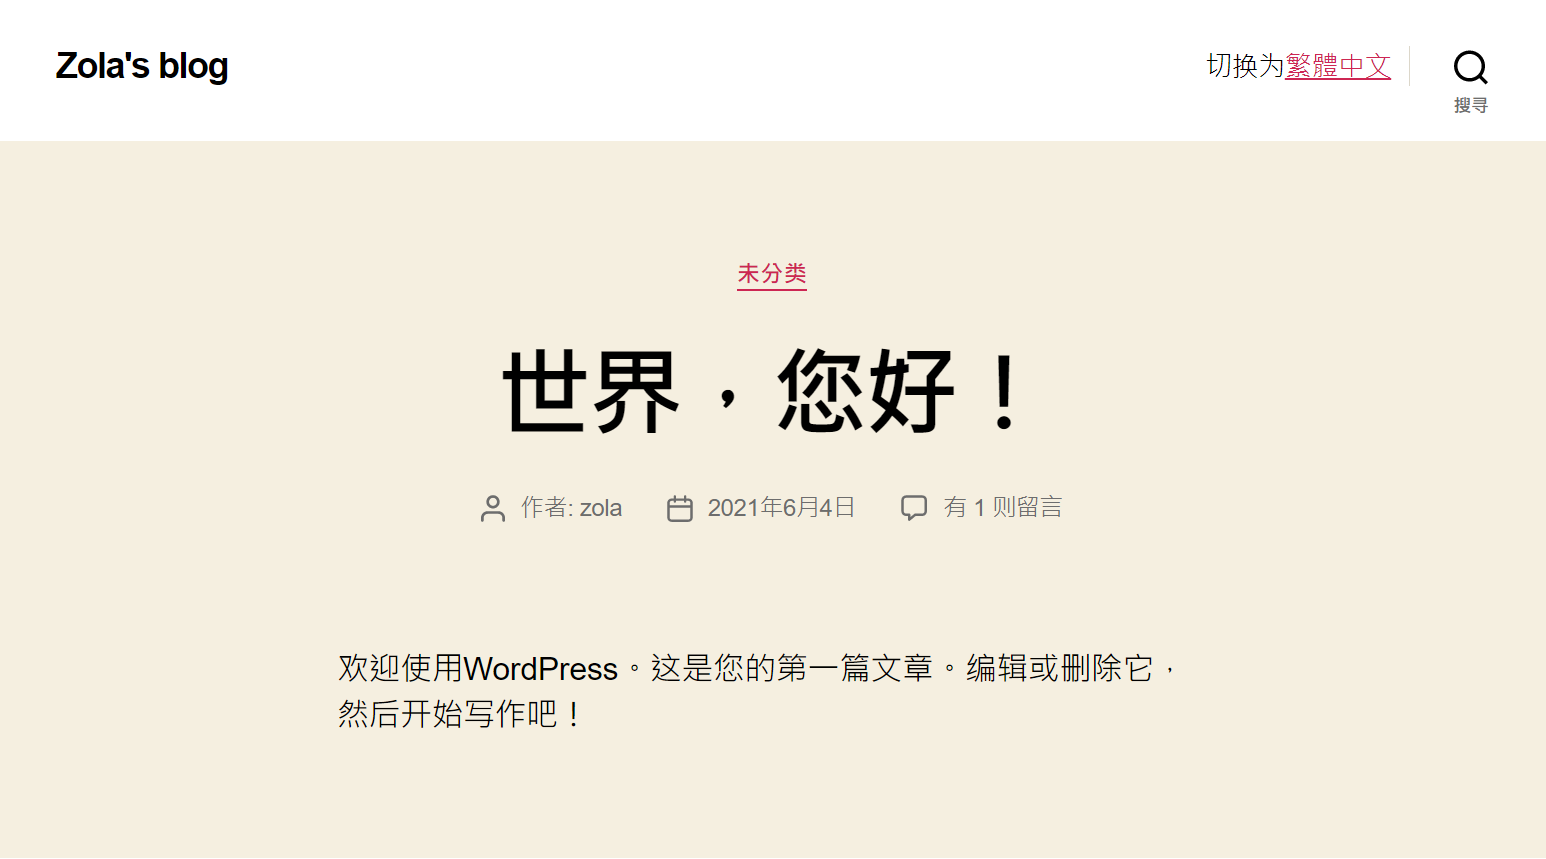 Zola's blog
切换为繁體中文
搜寻
未分类
世界，您好！
作者: zola
2021年6月4日
有 1 则留言
欢迎使用WordPress。这是您的第一篇文章。编辑或删除它，
然后开始写作吧！